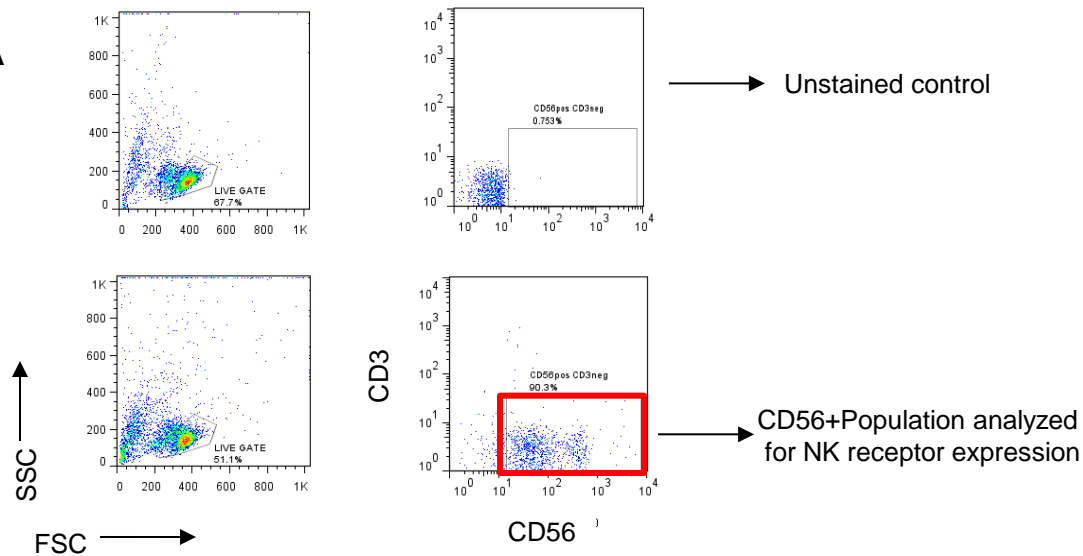 1K
800
600
400
200
0
LIVE GATE
67.7%
0 200 400 600 800 1K
10^4
10^3
10^2
10^1
10^0
CD56pos CD3neg
0.753%
10^0 10^1 10^2 10^3 10^4
Unstained control
1K
800
600
400
200
0
LIVE GATE
51.1%
0 200 400 600 800 1K
SSC
FSC
CD3
10^4
10^3
10^2
10^1
10^0
CD56pos CD3neg
90.3%
10^0 10^1 10^2 10^3 10^4
CD56 )
CD56+Population analyzed
for NK receptor expression